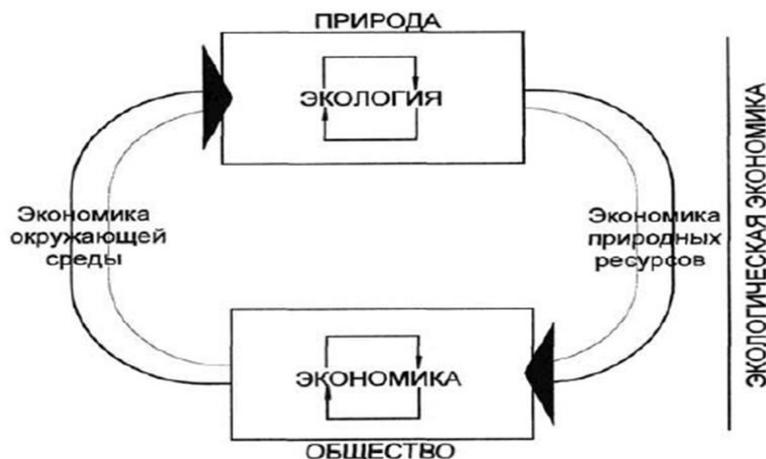 ПРИРОДА
ЭКОЛОГИЯ
Экономика
окружающей
среды
Экономика
природных
ресурсов
ЭКОНОМИКА
ОБЩЕСТВО
ЭКОЛОГИЧЕСКАЯ ЭКОНОМИКА